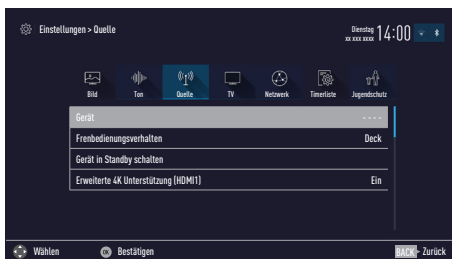 Einstellungen > Quelle
Dienstag 14:00
xx xxx xxxx
Bild Ton Quelle TV Netzwerk Timerliste Jugendschutz
Gerät - - - -
Frenbedienungsverhalten Deck
Gerät in Standby schalten
Erweiterte 4K Unterstützung (HDMI1) Ein
Wählen OK Bestätigen BACK - Zurück